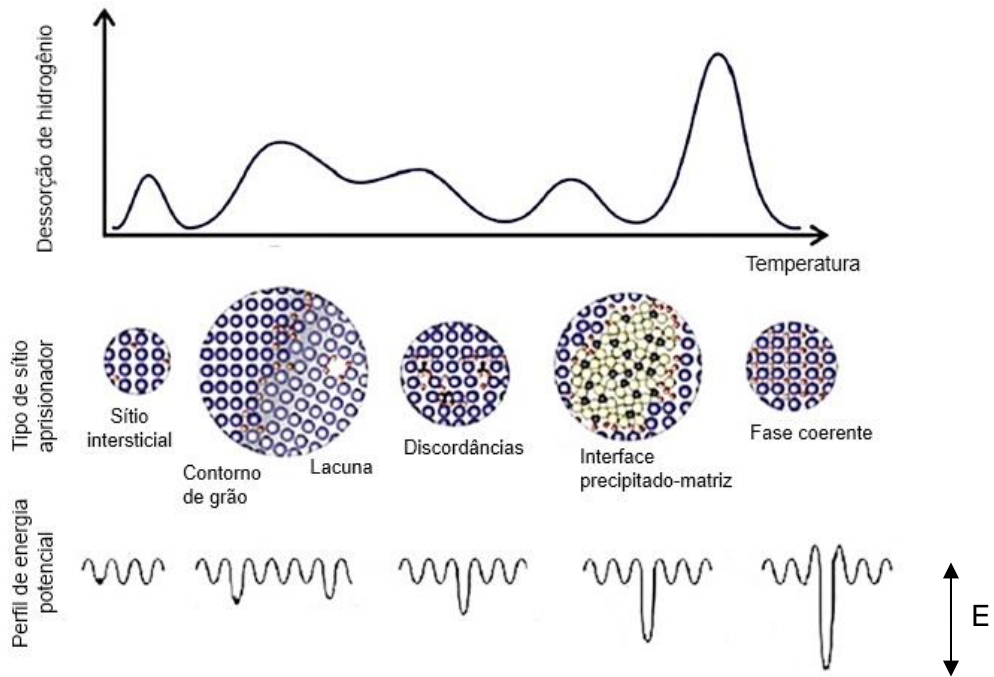 Dessorção de hidrogênio
Temperatura
Tipo de sítio
aprisionador
Sítio
intersticial
Contorno
de grão
Lacuna
Discordâncias
Interface
precipitado-matriz
Fase coerente
Perfil de energia
potencial
E